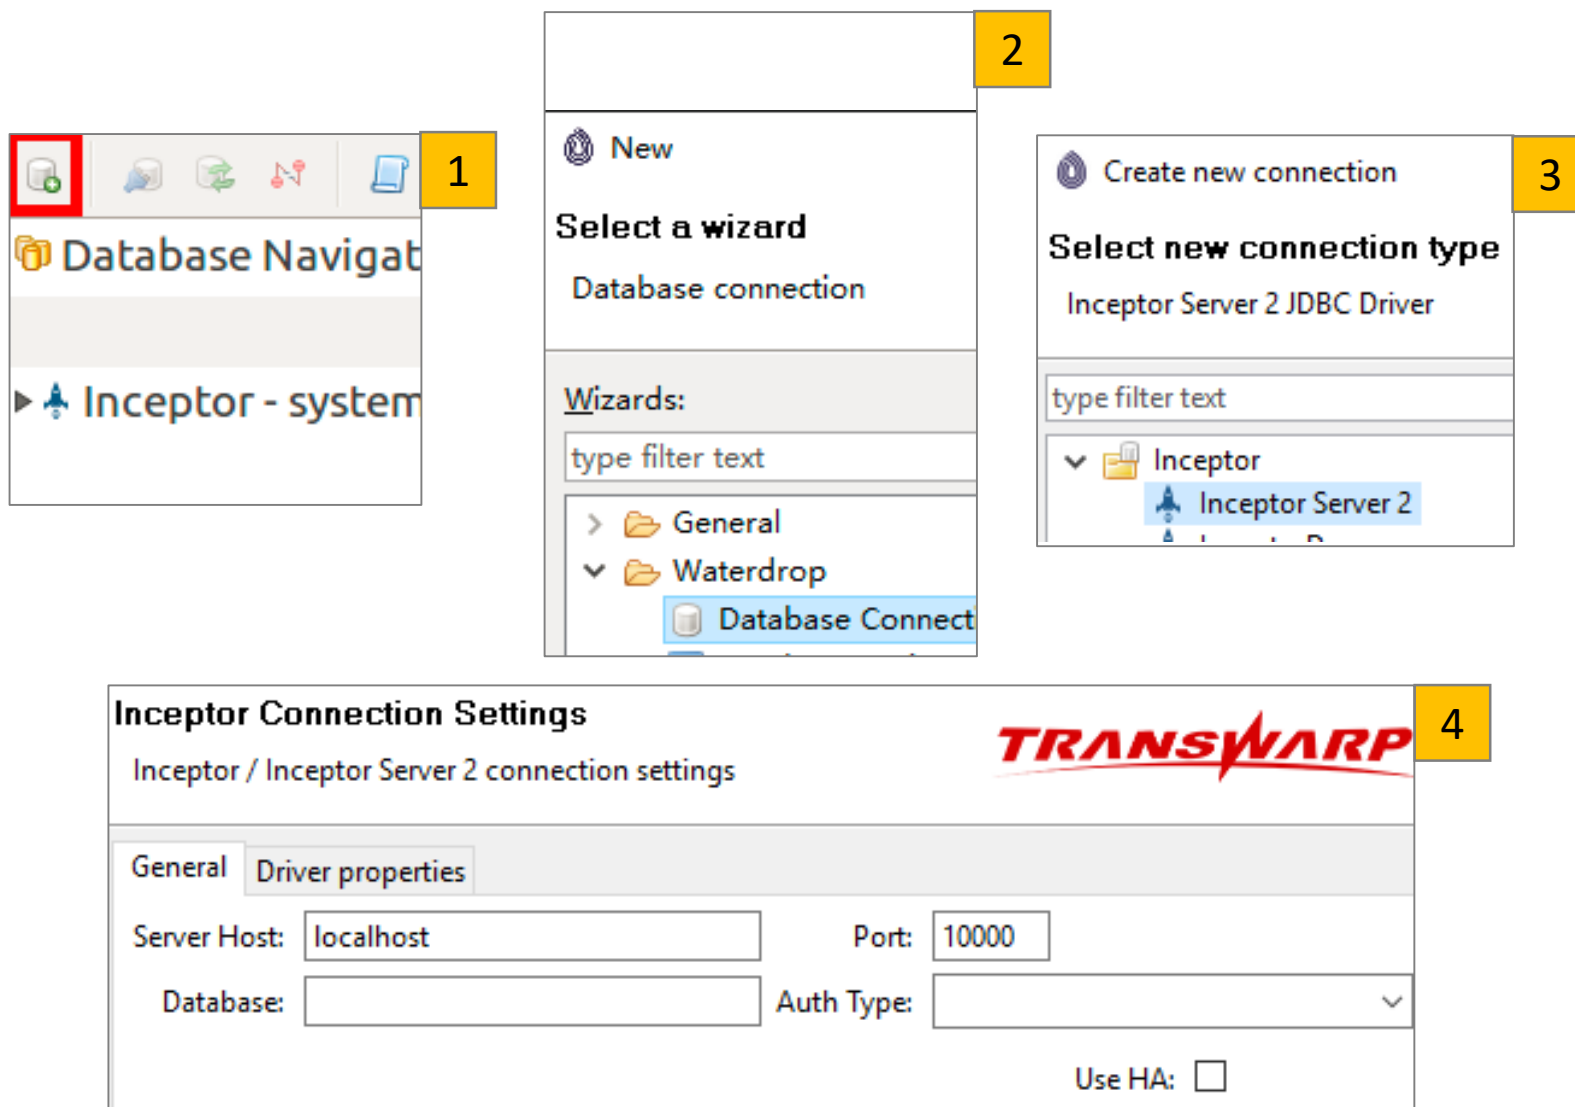 1
Database Navigat
Inceptor - system
2
New
Select a wizard
Database connection
Wizards:
type filter text
General
Waterdrop
Database Connecti
3
Create new connection
Select new connection type
Inceptor Server 2 JDBC Driver
type filter text
Inceptor
Inceptor Server 2
4
Inceptor Connection Settings
TRANSWARP
Inceptor / Inceptor Server 2 connection settings
General Driver properties
Server Host: localhost Port: 10000
Database: Auth Type:
Use HA: